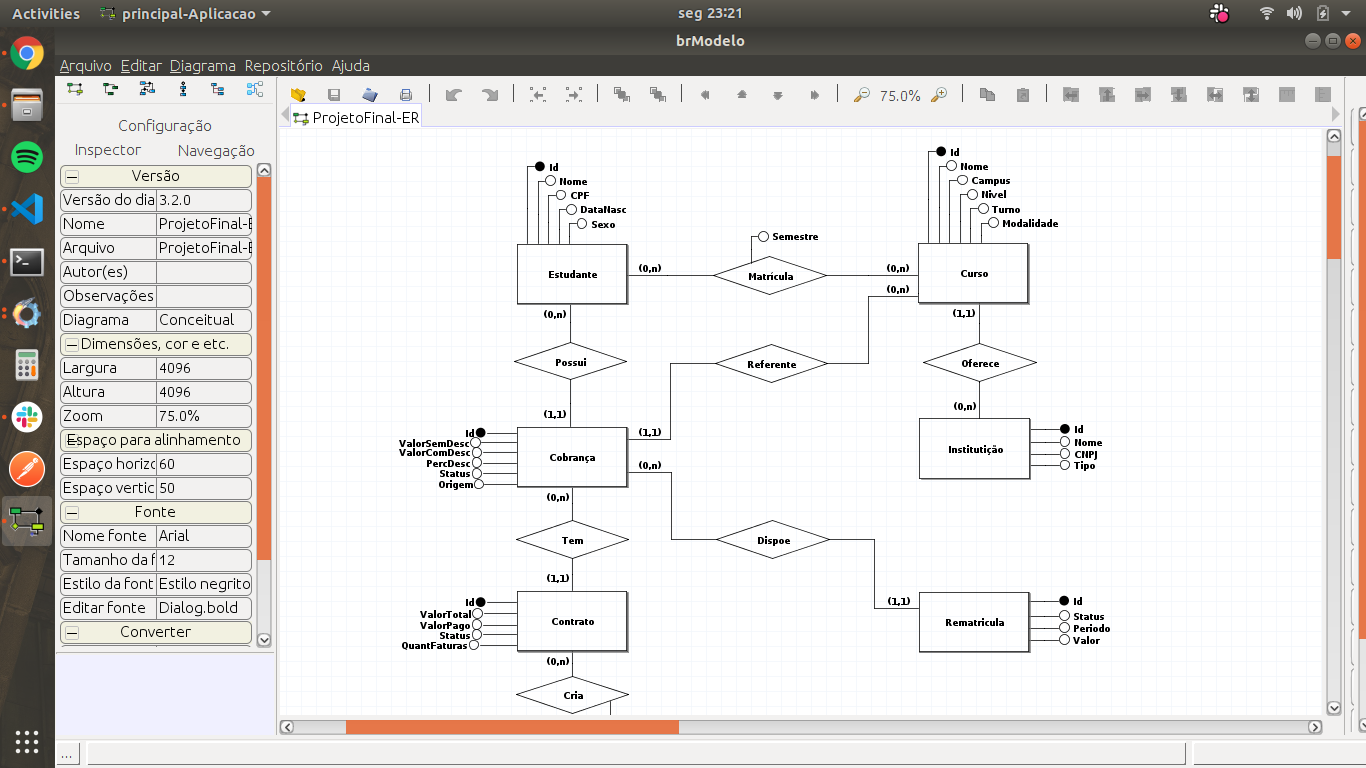 Activities
principal-Aplicacao
seg 23:21
brModelo
Arquivo Editar Diagrama Repositório Ajuda
75.0%
Configuração
Inspector Navegação
ProjetoFinal-ER
Versão
Versão do dia 3.2.0
Nome ProjetoFinal-E
Arquivo ProjetoFinal-E
Autor(es)
Observações
Diagrama Conceitual
Dimensões, cor e etc.
Largura 4096
Altura 4096
Zoom 75.0%
Espaço para alinhamento
Espaço horizo 60
Espaço vertic 50
Fonte
Nome fonte Arial
Tamanho da f 12
Estilo da font Estilo negrito
Editar fonte Dialog.bold
Converter
...
Id
Nome
CPF
DataNasc
Sexo
Estudante
(0,n)
Semestre
Matrícula
(0,n)
Id
Nome
Campus
Nivel
Turno
Modalidade
Curso
(0,n)
(0,n)
Possui
(1,1)
Referente
(1,1)
Oferece
(0,n)
Id
ValorSemDesc
ValorComDesc
PercDesc
Status
Origem
Cobrança
(1,1)
(0,n)
Institutição
Id
Nome
CNPJ
Tipo
(0,n)
Tem
(1,1)
Dispoe
(1,1)
Id
ValorTotal
ValorPago
Status
QuantFaturas
Contrato
Rematricula
Id
Status
Periodo
Valor
(0,n)
Cria